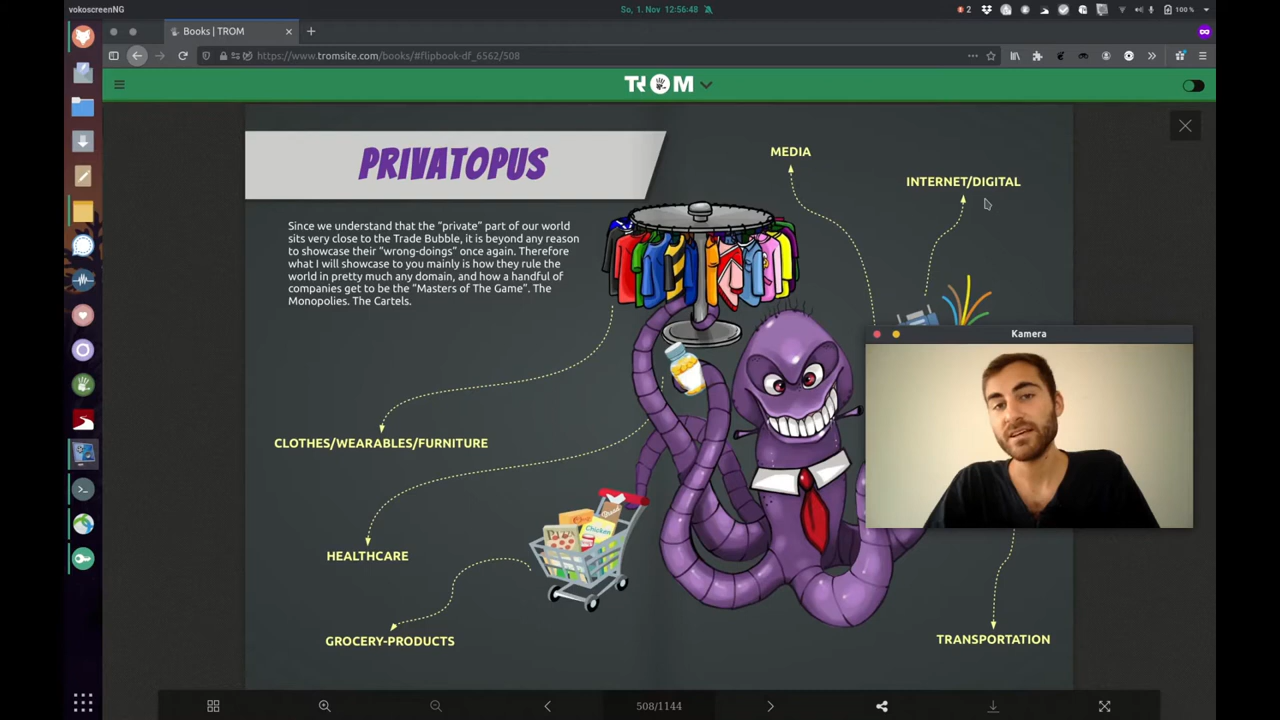 vokoscreenNG
So, 1. Nov 12:56:48
2
100 %
Books | TROM
https://www.tromsite.com/books/#flipbook-df_6562/508
TROM
PRIVATOPUS
Since we understand that the “private” part of our world
sits very close to the Trade Bubble, it is beyond any reason
to showcase their “wrong-doings” once again. Therefore
what I will showcase to you mainly is how they rule the
world in pretty much any domain, and how a handful of
companies get to be the “Masters of The Game”. The
Monopolies. The Cartels.
MEDIA
INTERNET/DIGITAL
Kamera
CLOTHES/WEARABLES/FURNITURE
HEALTHCARE
Chicken
GROCERY-PRODUCTS
TRANSPORTATION
508/1144